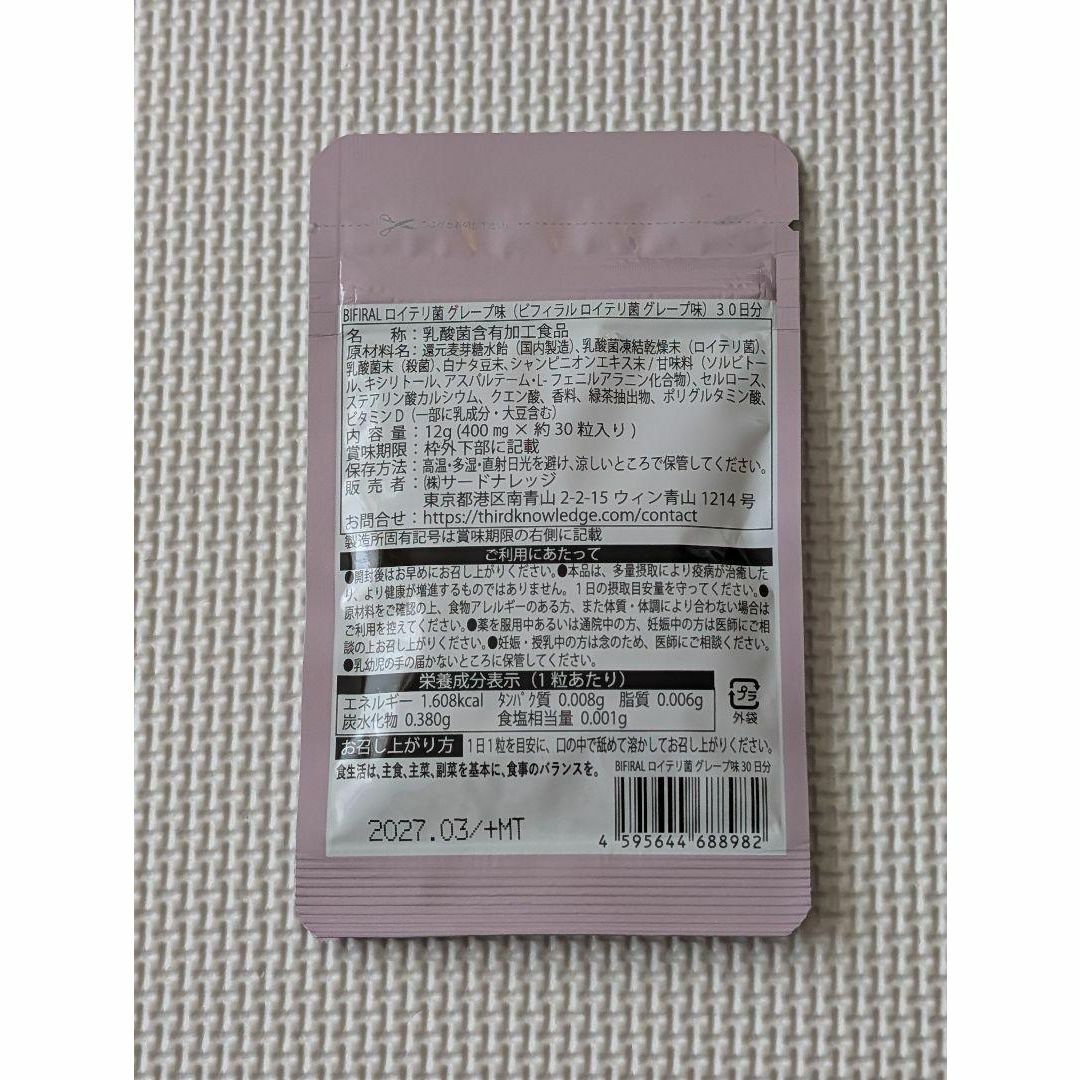 BIFIRAL ロイテリ菌 グレープ味（ビフィラル ロイテリ菌 グレープ味）３０日分
名　　称：乳酸菌含有加工食品
原材料名：還元麦芽糖水飴（国内製造）、乳酸菌凍結乾燥末（ロイテリ菌）、
乳酸菌末（殺菌）、白ナタ豆末、シャンピニオンエキス末 / 甘味料（ソルビトー
ル、キシリトール、アスパルテーム・L- フェニルアラニン化合物）、セルロース、
ステアリン酸カルシウム、クエン酸、香料、緑茶抽出物、ポリグルタミン酸、
ビタミンD（一部に乳成分・大豆含む）
内 容 量：12g (400 mg × 約 30 粒入り )
賞味期限：枠外下部に記載
保存方法：高温・多湿・直射日光を避け、涼しいところで保管してください。
販 売 者：㈱サードナレッジ
東京都港区南青山 2-2-15 ウィン青山 1214 号
お問合せ：https://thirdknowledge.com/contact
製造所固有記号は賞味期限の右側に記載
ご利用にあたって
●開封後はお早めにお召し上がりください。●本品は、多量摂取により疾病が治癒した
り、より健康が増進するものではありません。１日の摂取目安量を守ってください。●
原材料をご確認の上、食物アレルギーのある方、また体質・体調により合わない場合は
ご利用を控えてください。●薬を服用中あるいは通院中の方、妊娠中の方は医師にご相
談の上お召し上がりください。●妊娠・授乳中の方は念のため、医師にご相談ください。
●乳幼児の手の届かないところに保管してください。
栄養成分表示（１粒あたり）
エネルギー 1.608kcal タンパク質 0.008g 脂質 0.006g
炭水化物 0.380g 食塩相当量 0.001g
プラ
外袋
お召し上がり方 １日１粒を目安に、口の中で舐めて溶かしてお召し上がりください。
食生活は、主食、主菜、副菜を基本に、食事のバランスを。
BIFIRAL ロイテリ菌 グレープ味 30 日分
2027.03/+MT
4 595644 688982